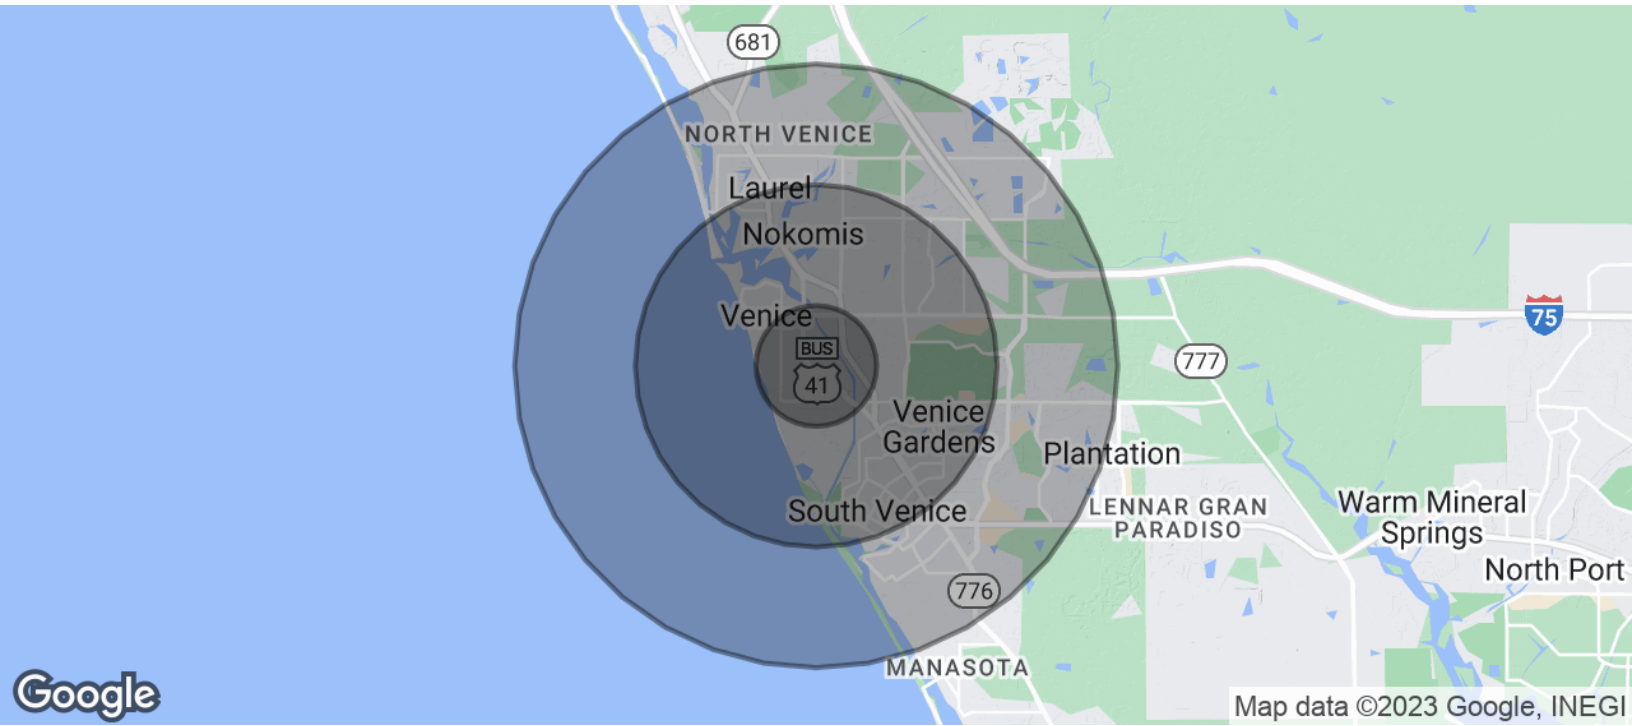 681
NORTH VENICE
Laurel
Nokomis
Venice
BUS
41
75
777
Venice
Gardens
Plantation
South Venice
LENNAR GRAN
PARADISO
Warm Mineral
Springs
North Port
776
MANASOTA
Google
Map data ©2023 Google, INEGI